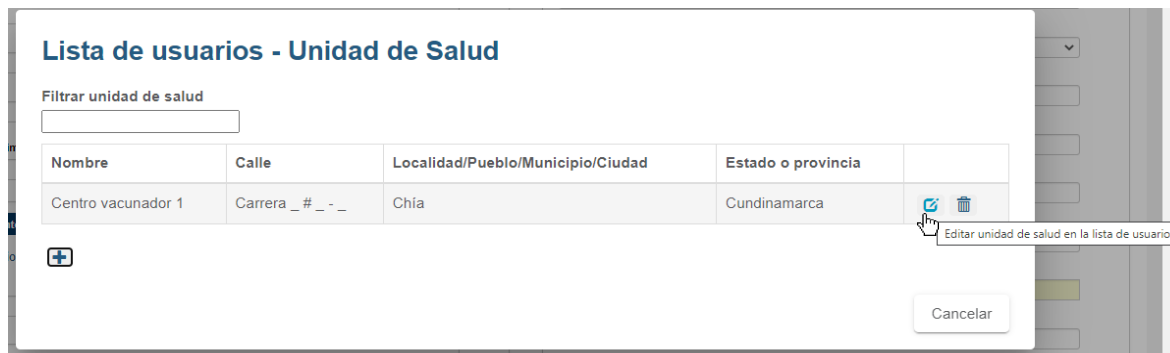 Lista de usuarios - Unidad de Salud
Filtrar unidad de salud
Nombre Calle Localidad/Pueblo/Municipio/Ciudad Estado o provincia
Centro vacunador 1 Carrera _ # _ - _ Chía Cundinamarca
Editar unidad de salud en la lista de usuario
Cancelar